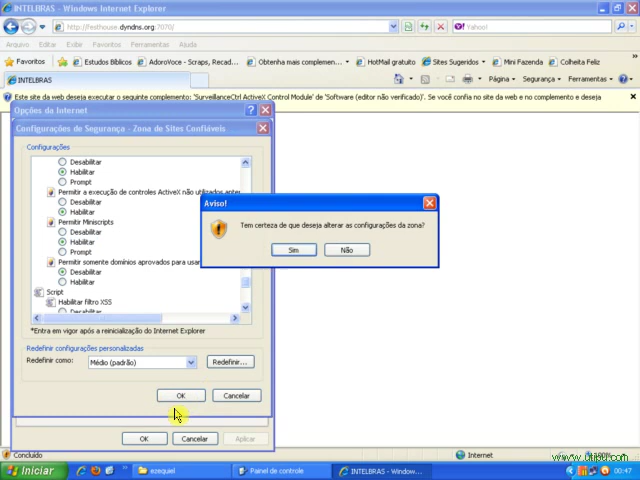 INTELBRAS - Windows Internet Explorer
http://festhouse.dyndns.org:7070/
Yahoo!
Arquivo Editar Exibir Favoritos Ferramentas Ajuda
Favoritos Estudos Bíblicos AdoroVoce - Scraps, Recad... Obtenha mais complemen... HotMail gratuito Sites Sugeridos Mini Fazenda Colheita Feliz
INTELBRAS
Página Segurança Ferramentas
Este site da web deseja executar o seguinte complemento: 'SurveillanceCtrl ActiveX Control Module' de 'Software (editor não verificado)'. Se você confia no site da web e no complemento e deseja
Opções da Internet
Configurações de Segurança - Zona de Sites Confiáveis
Configurações
Desabilitar
Habilitar
Prompt
Permitir a execução de controles ActiveX não utilizados anter
Desabilitar
Habilitar
Permitir Miniscripts
Desabilitar
Habilitar
Prompt
Permitir somente domínios aprovados para usar
Desabilitar
Habilitar
Script
Habilitar filtro XSS
Desabilitar
*Entra em vigor após a reinicialização do Internet Explorer
Redefinir configurações personalizadas
Redefinir como: Médio (padrão) Redefinir...
OK Cancelar
OK Cancelar Aplicar
Aviso!
Tem certeza de que deseja alterar as configurações da zona?
Sim Não
Concluído Internet 100%
www.utipu.com
Iniciar ezequiel Painel de controle INTELBRAS - Window... 00:47